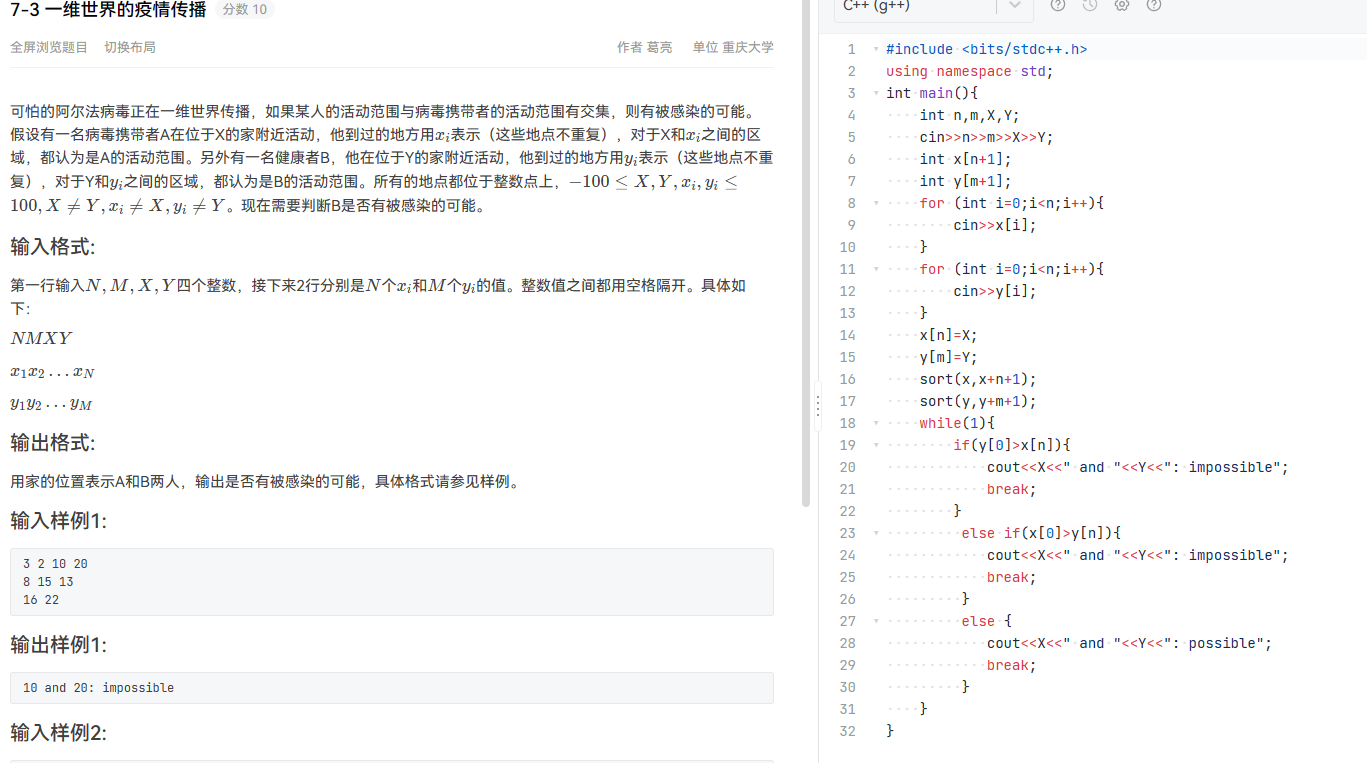 7-3 一维世界的疫情传播 分数 10
全屏浏览题目 切换布局
作者 葛亮 单位 重庆大学
可怕的阿尔法病毒正在一维世界传播，如果某人的活动范围与病毒携带者的活动范围有交集，则有被感染的可能。
假设有一名病毒携带者A在位于X的家附近活动，他到过的地方用xi表示（这些地点不重复），对于X和xi之间的区
域，都认为是A的活动范围。另外有一名健康者B，他在位于Y的家附近活动，他到过的地方用yi表示（这些地点不重
复），对于Y和yi之间的区域，都认为是B的活动范围。所有的地点都位于整数点上，−100 ≤ X, Y, xi, yi ≤
100, X ≠ Y, xi ≠ X, yi ≠ Y。现在需要判断B是否有被感染的可能。
输入格式:
第一行输入N, M, X, Y四个整数，接下来2行分别是N个xi和M个yi的值。整数值之间都用空格隔开。具体如
下：
NMXY
x1x2 ... xN
y1y2 ... yM
输出格式:
用家的位置表示A和B两人，输出是否有被感染的可能，具体格式请参见样例。
输入样例1:
3 2 10 20
8 15 13
16 22
输出样例1:
10 and 20: impossible
输入样例2:
C++ (g++)
1 #include <bits/stdc++.h>
2 using namespace std;
3 int main(){
4     int n,m,X,Y;
5     cin>>n>>m>>X>>Y;
6     int x[n+1];
7     int y[m+1];
8     for (int i=0;i<n;i++){
9         cin>>x[i];
10     }
11     for (int i=0;i<n;i++){
12         cin>>y[i];
13     }
14     x[n]=X;
15     y[m]=Y;
16     sort(x,x+n+1);
17     sort(y,y+m+1);
18     while(1){
19         if(y[0]>x[n]){
20             cout<<X<<" and "<<Y<<": impossible";
21             break;
22         }
23          else if(x[0]>y[n]){
24             cout<<X<<" and "<<Y<<": impossible";
25             break;
26          }
27          else {
28             cout<<X<<" and "<<Y<<": possible";
29             break;
30          }
31     }
32 }